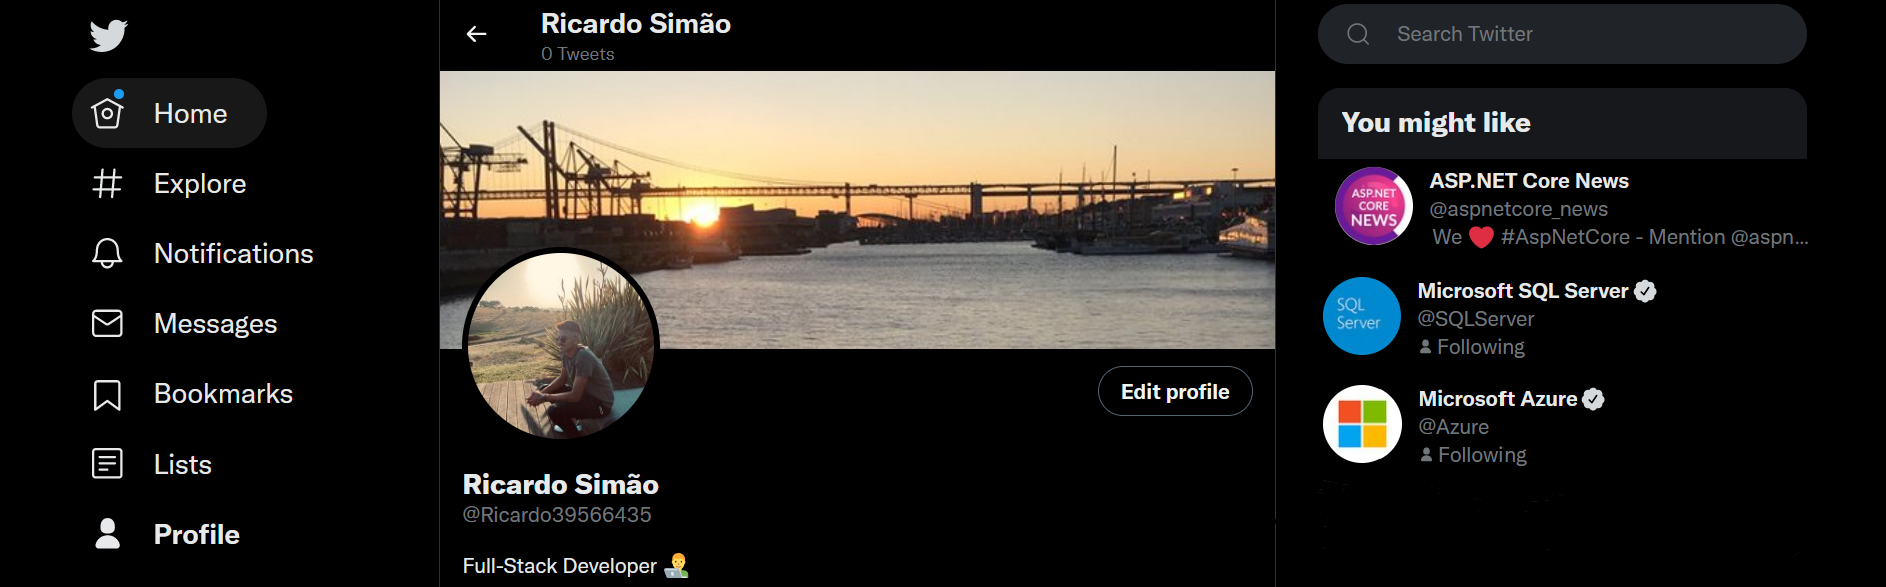 Home
Explore
Notifications
Messages
Bookmarks
Lists
Profile
Ricardo Simão
0 Tweets
Edit profile
Ricardo Simão
@Ricardo39566435
Full-Stack Developer 👨‍💻
Search Twitter
You might like
ASP.NET
CORE
NEWS
ASP.NET Core News
@aspnetcore_news
We ❤️ #AspNetCore - Mention @aspn...
SQL
Server
Microsoft SQL Server
@SQLServer
Following
Microsoft Azure
@Azure
Following